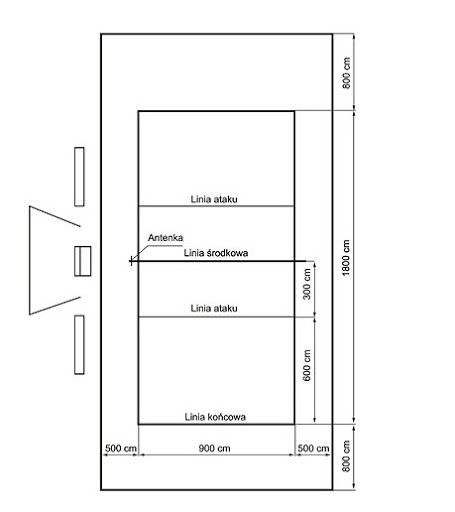 800 cm
Linia ataku
Antenka
Linia środkowa
1800 cm
300 cm
Linia ataku
600 cm
Linia końcowa
500 cm
900 cm
500 cm
800 cm